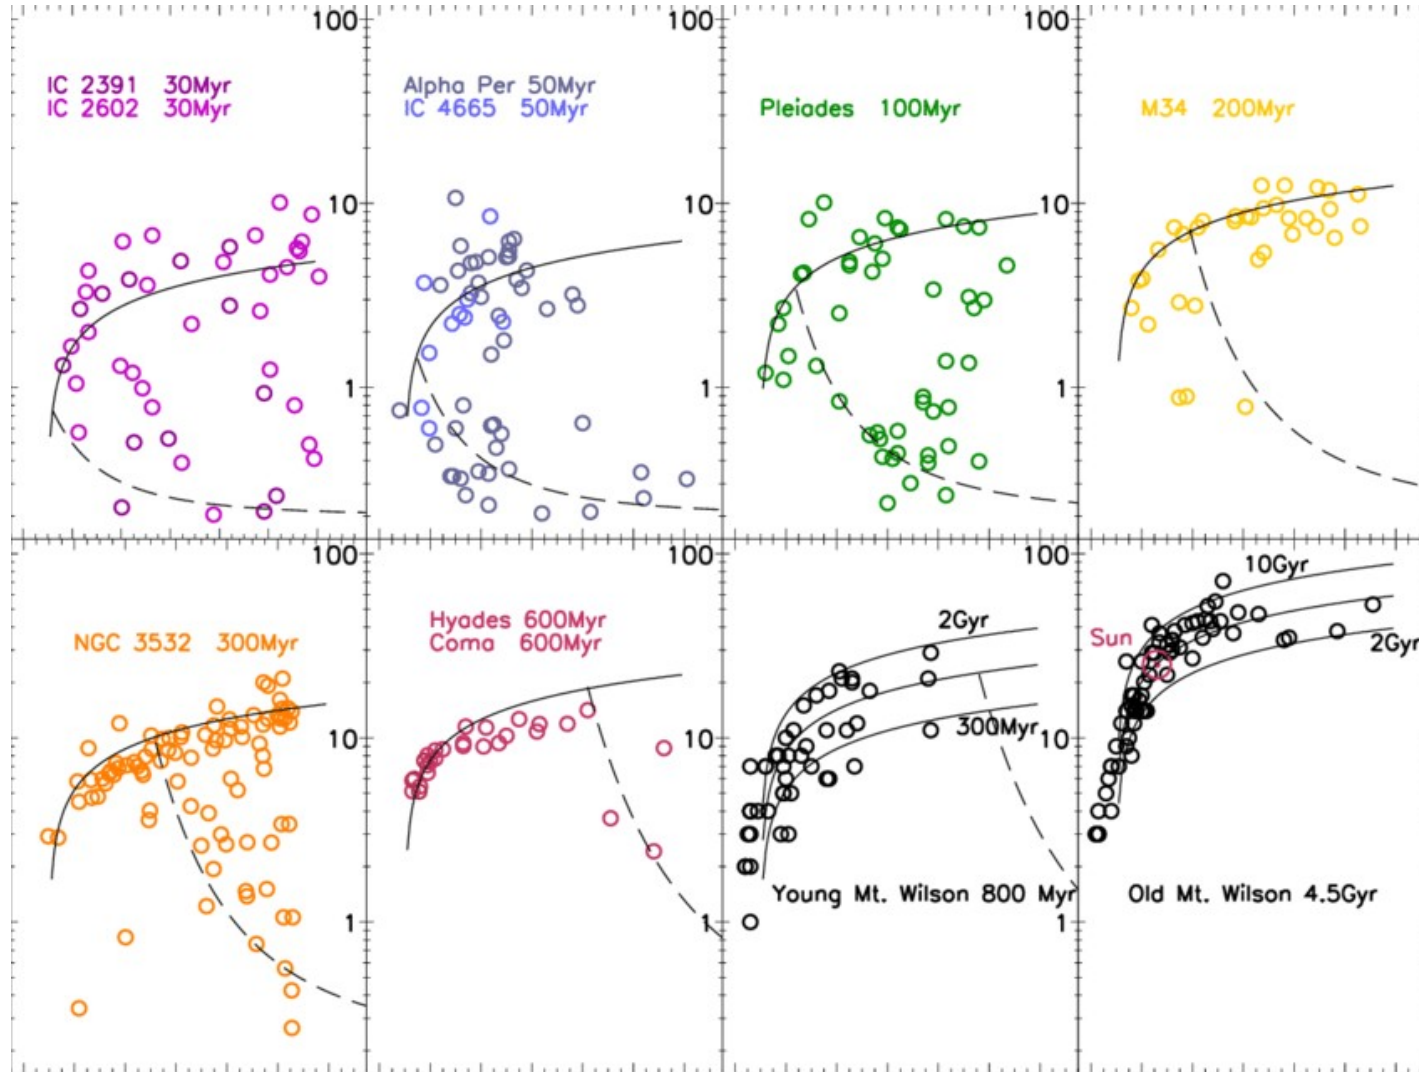 100
100
100
100
IC 2391 30Myr
IC 2602 30Myr
Alpha Per 50Myr
IC 4665 50Myr
Pleiades 100Myr
M34 200Myr
10
10
10
10
1
1
1
1
100
100
100
100
NGC 3532 300Myr
Hyades 600Myr
Coma 600Myr
2Gyr
300Myr
Young Mt. Wilson 800 Myr
10Gyr
Sun
2Gyr
Old Mt. Wilson 4.5Gyr
10
10
10
10
1
1
1
1